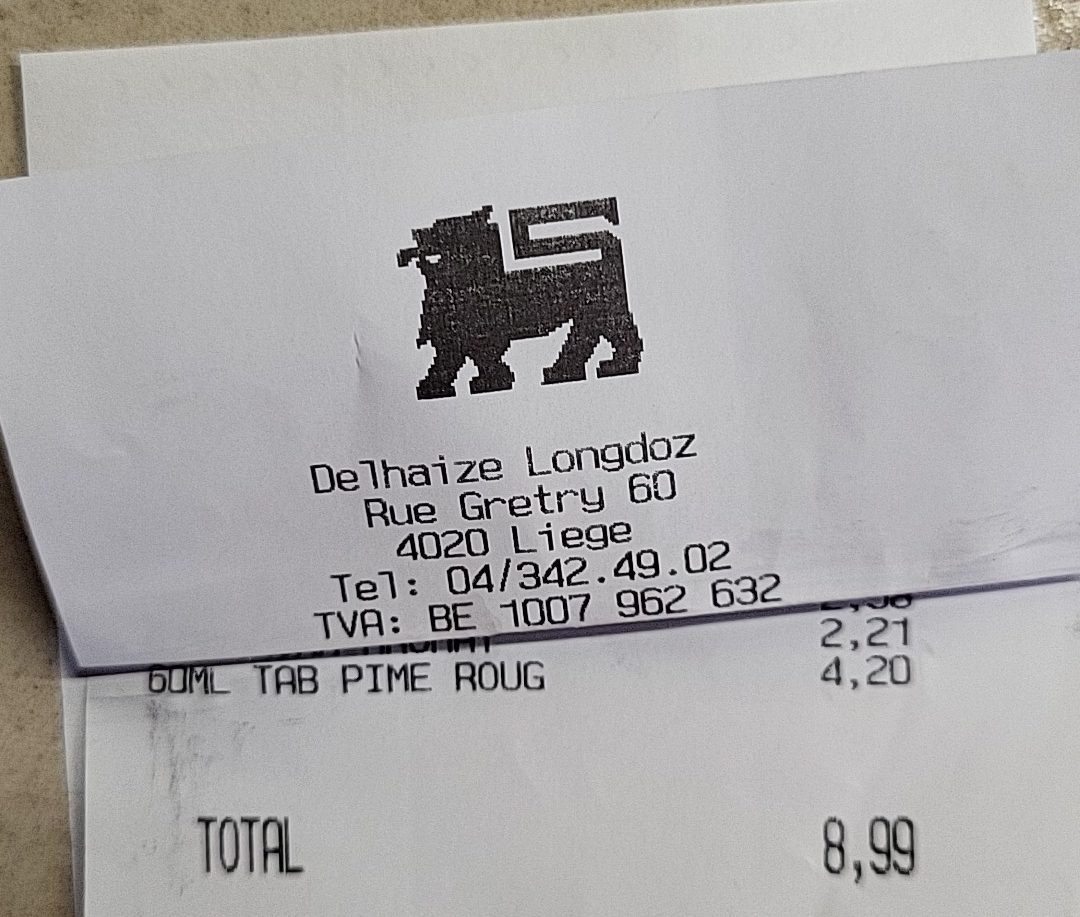 Delhaize Longdoz
Rue Gretry 60
4020 Liege
Tel: 04/342.49.02
TVA: BE 1007 962 632
2,21
60ML TAB PIME ROUG 4,20
TOTAL 8,99